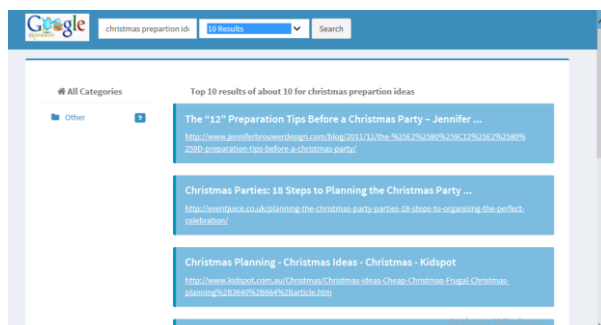 Google
christmas prepartion id
10 Results
Search
All Categories
Top 10 results of about 10 for christmas prepartion ideas
Other
9
The "12" Preparation Tips Before a Christmas Party – Jennifer ...
http://www.jenniferbrouwerdesign.com/blog/2011/12/the-%25E2%2580%259C12%25E2%2580%
259D-preparation-tips-before-a-christmas-party/
Christmas Parties: 18 Steps to Planning the Christmas Party ...
http://eventjuice.co.uk/planning-the-christmas-party-parties-18-steps-to-organising-the-perfect-
celebration/
Christmas Planning - Christmas Ideas - Christmas - Kidspot
http://www.kidspot.com.au/Christmas/Christmas-ideas-Cheap-Christmas-Frugal-Christmas-
planning%2B3640%2B664%2Barticle.htm